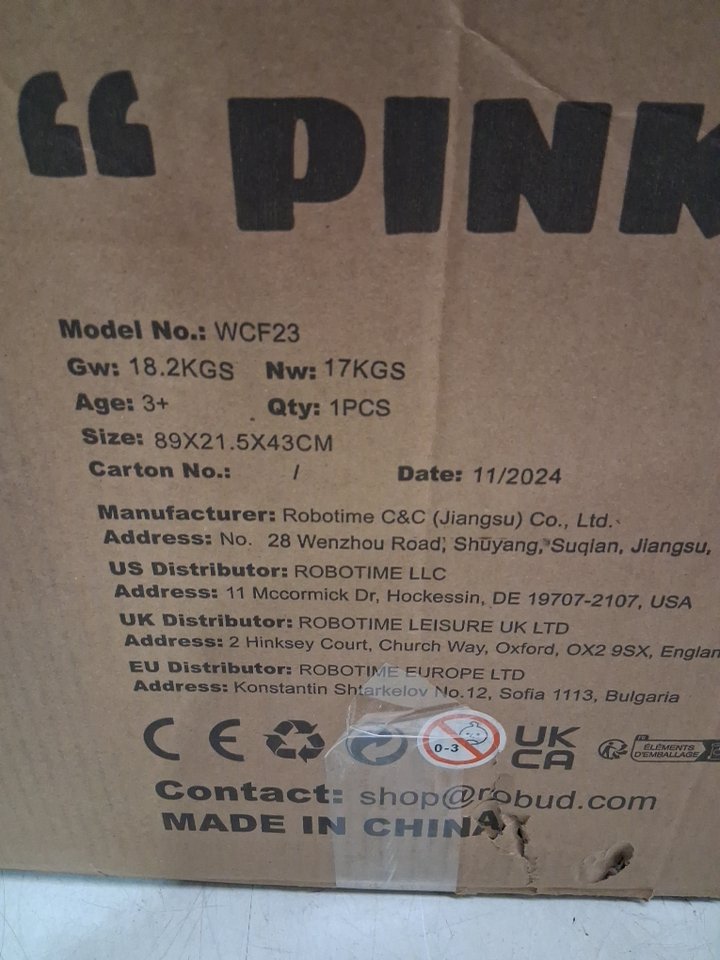 “ PINK
Model No.: WCF23
Gw: 18.2KGS Nw: 17KGS
Age: 3+ Qty: 1PCS
Size: 89X21.5X43CM
Carton No.: / Date: 11/2024
Manufacturer: Robotime C&C (Jiangsu) Co., Ltd.
Address: No. 28 Wenzhou Road, Shuyang, Suqian, Jiangsu,
US Distributor: ROBOTIME LLC
Address: 11 Mccormick Dr, Hockessin, DE 19707-2107, USA
UK Distributor: ROBOTIME LEISURE UK LTD
Address: 2 Hinksey Court, Church Way, Oxford, OX2 9SX, Englan
EU Distributor: ROBOTIME EUROPE LTD
Address: Konstantin Shtarkelov No.12, Sofia 1113, Bulgaria
CE 0-3 UK CA FR ÉLÉMENTS D'EMBALLAGE
Contact: shop@robud.com
MADE IN CHINA